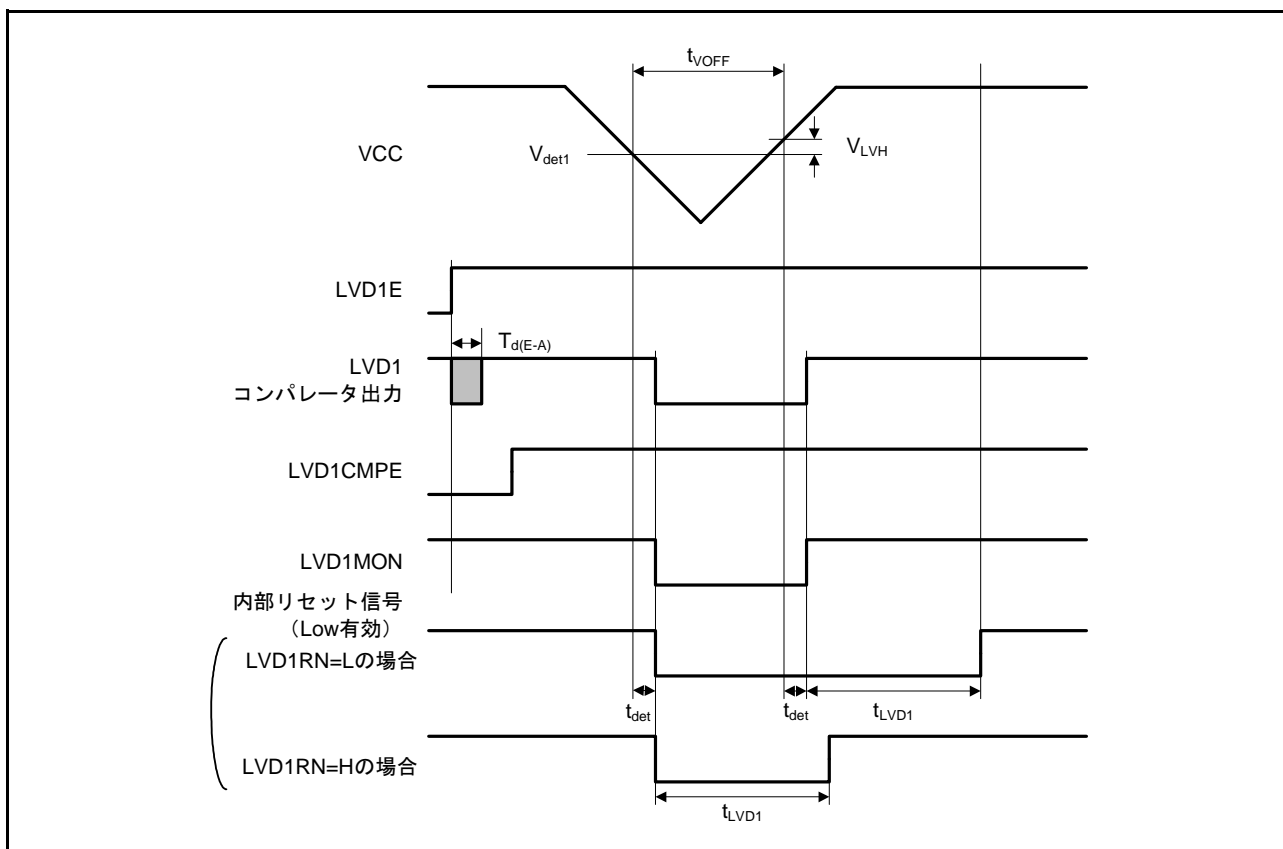 tVOFF
VCC
Vdet1
VLVH
LVD1E
Td(E-A)
LVD1
コンパレータ出力
LVD1CMPE
LVD1MON
内部リセット信号
（Low有効）
LVD1RN=Lの場合
tdet
tdet
tLVD1
LVD1RN=Hの場合
tLVD1